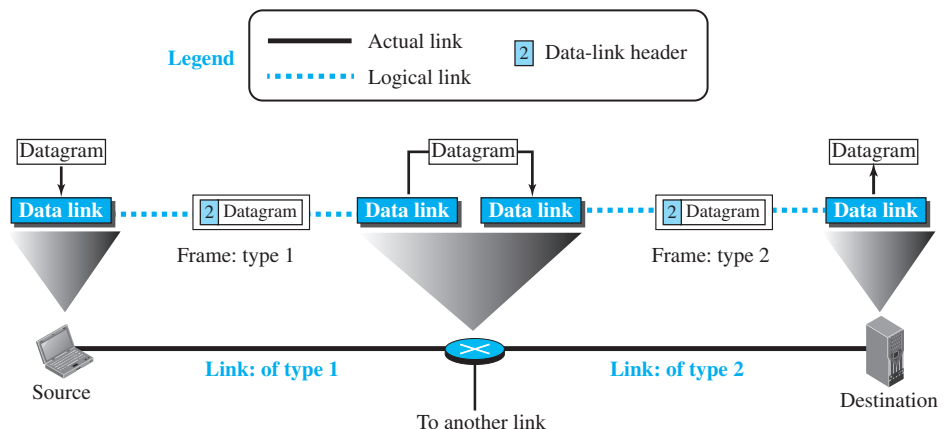 Legend
Actual link
Logical link
2 Data-link header
Datagram
Datagram
Datagram
Data link
2 Datagram
Data link
Data link
2 Datagram
Data link
Frame: type 1
Frame: type 2
Link: of type 1
Link: of type 2
Source
Destination
To another link